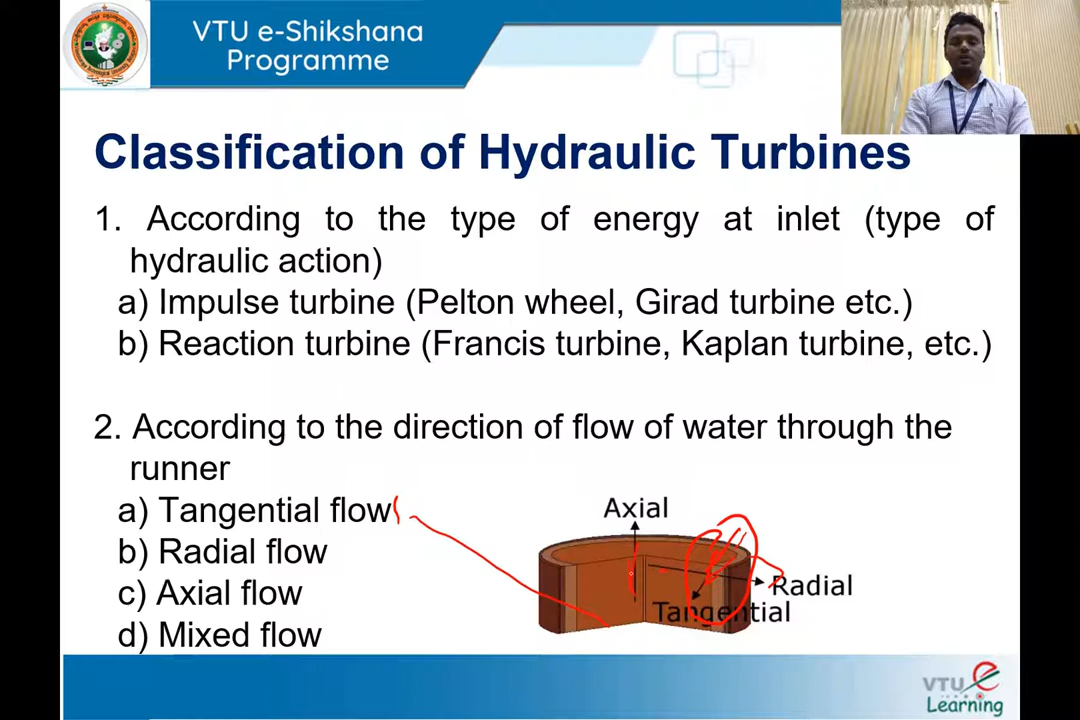 VTU e-Shikshana
Programme
Classification of Hydraulic Turbines
1. According to the type of energy at inlet (type of
hydraulic action)
a) Impulse turbine (Pelton wheel, Girad turbine etc.)
b) Reaction turbine (Francis turbine, Kaplan turbine, etc.)
2. According to the direction of flow of water through the
runner
a) Tangential flow
b) Radial flow
c) Axial flow
d) Mixed flow
Axial
Radial
Tangential
VTU e
Learning